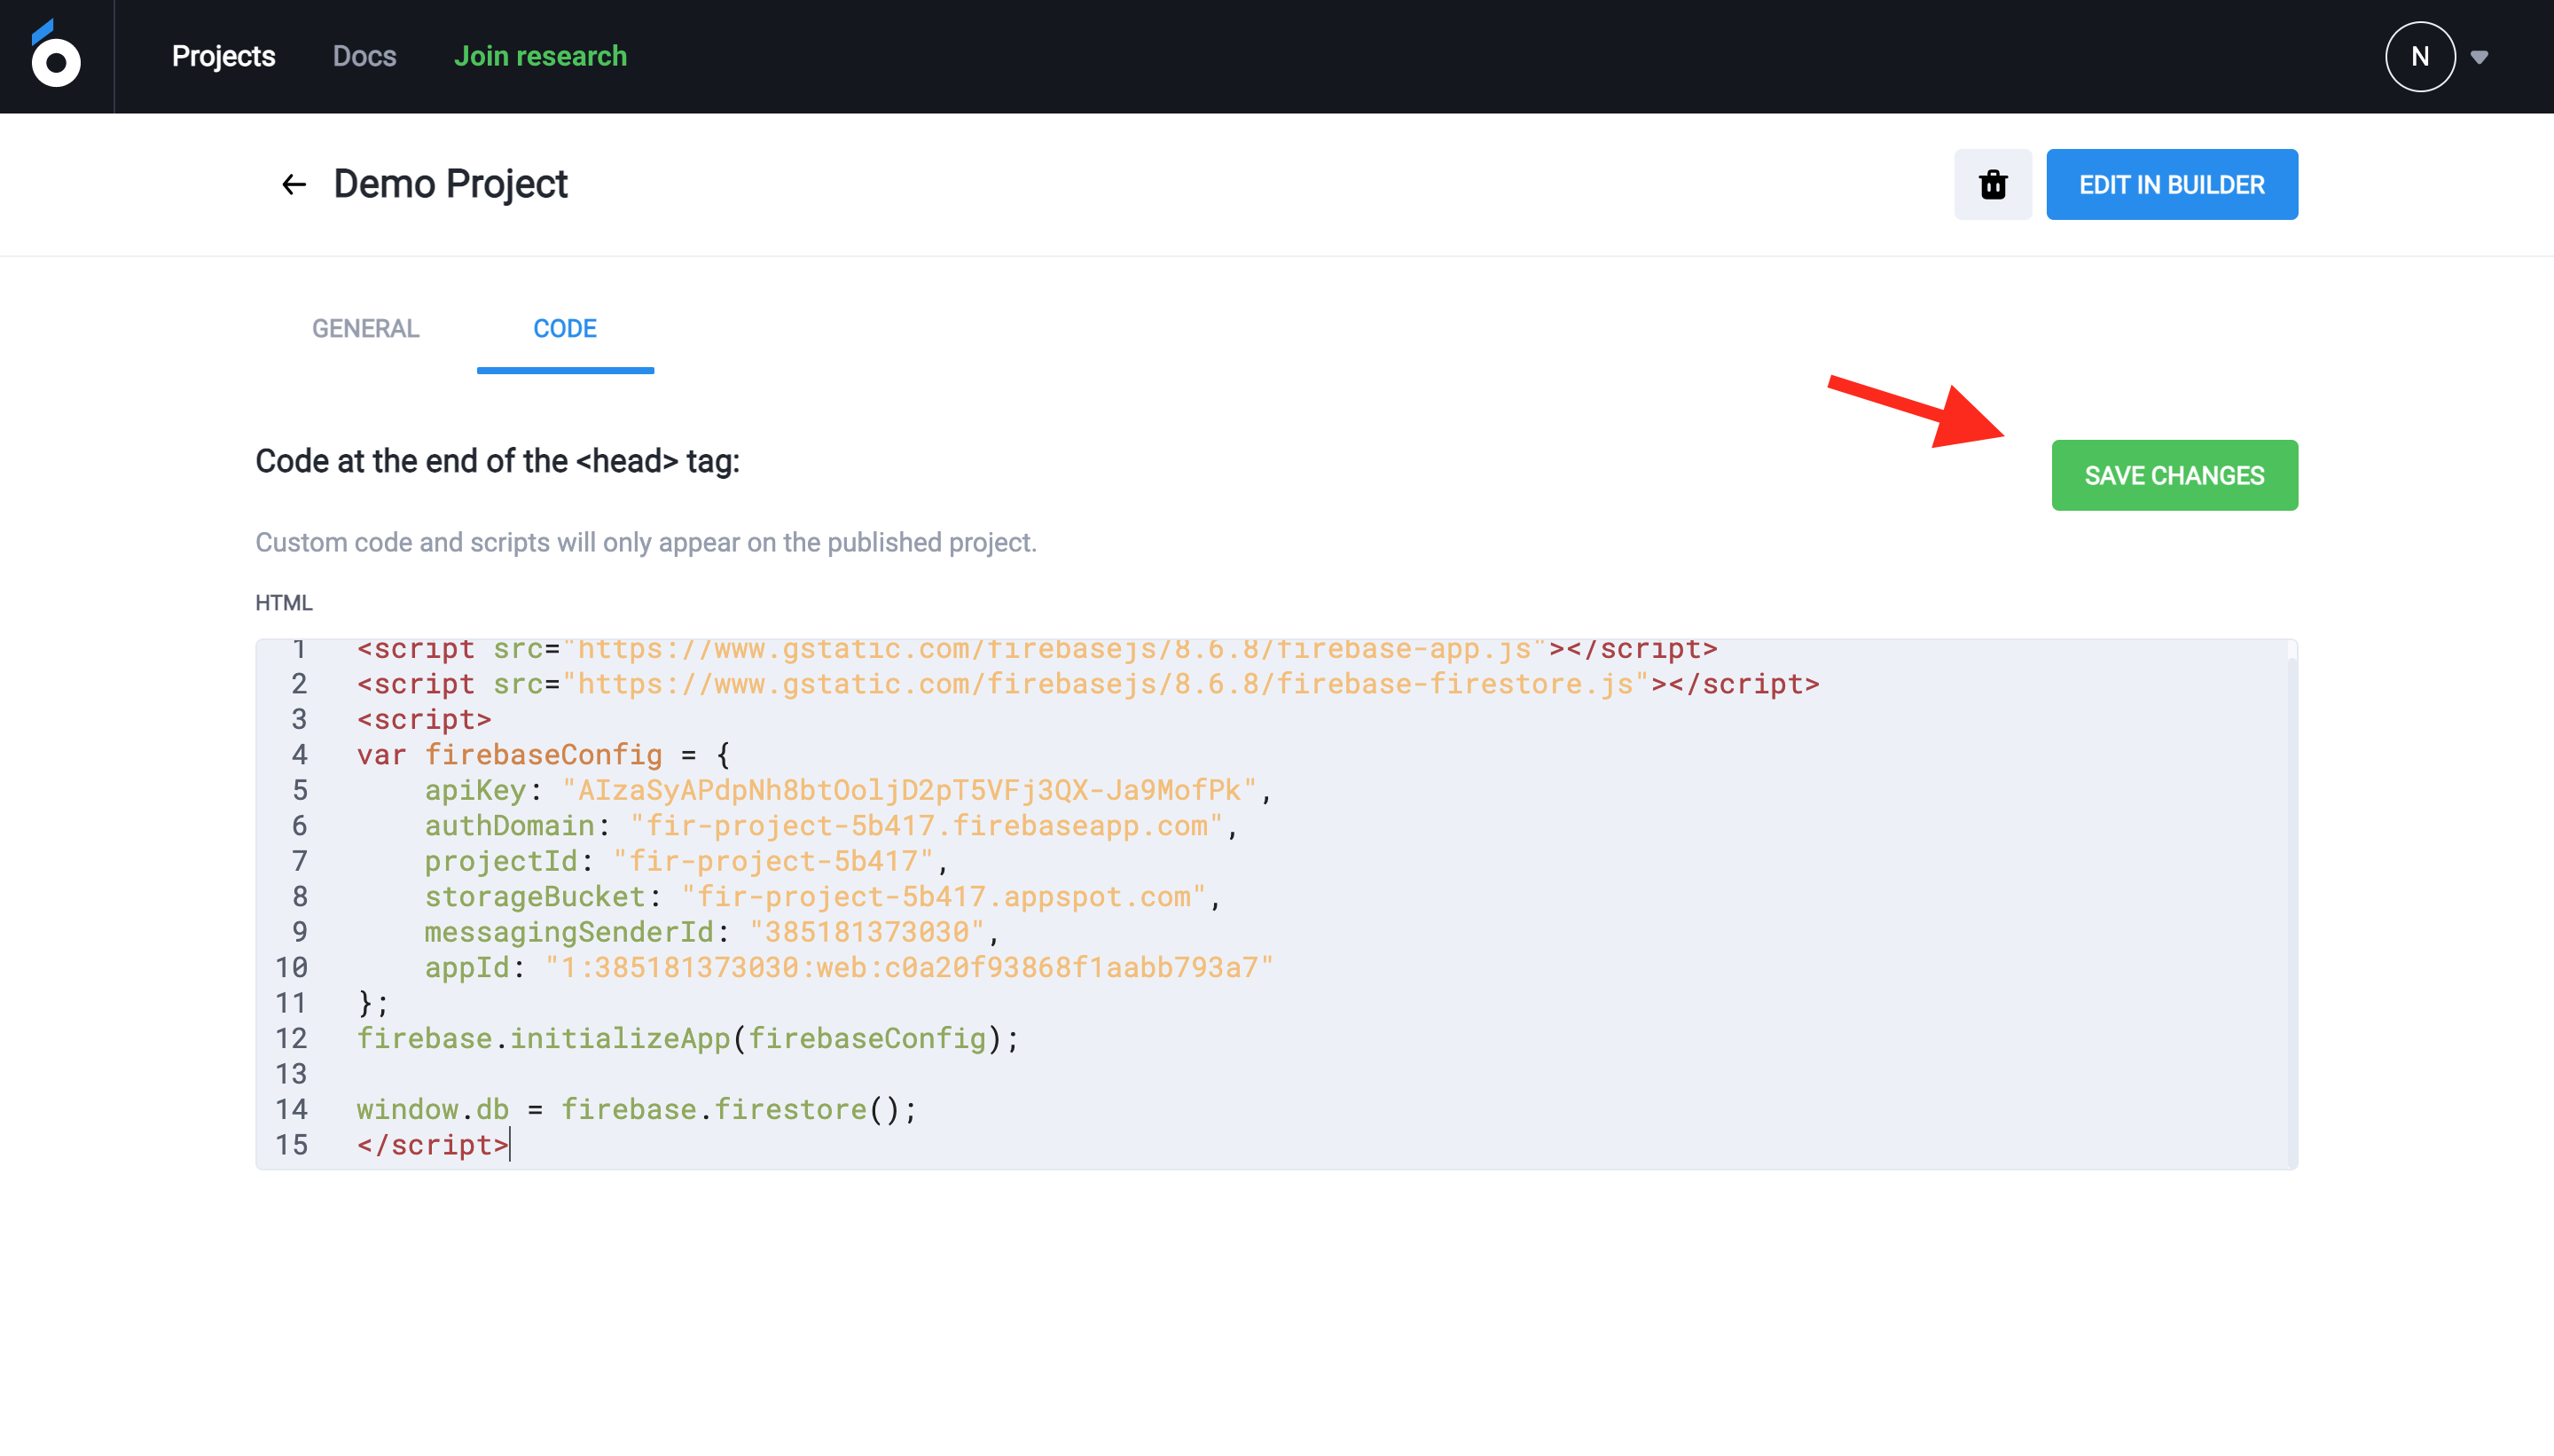 Projects Docs Join research N
Demo Project EDIT IN BUILDER
GENERAL CODE
Code at the end of the <head> tag:
SAVE CHANGES
Custom code and scripts will only appear on the published project.
HTML
1 <script src="https://www.gstatic.com/firebasejs/8.6.8/firebase-app.js"></script>
2 <script src="https://www.gstatic.com/firebasejs/8.6.8/firebase-firestore.js"></script>
3 <script>
4 var firebaseConfig = {
5 apiKey: "AIzaSyAPdpNh8btOoljD2pT5VFj3QX-Ja9MofPk",
6 authDomain: "fir-project-5b417.firebaseapp.com",
7 projectId: "fir-project-5b417",
8 storageBucket: "fir-project-5b417.appspot.com",
9 messagingSenderId: "385181373030",
10 appId: "1:385181373030:web:c0a20f93868f1aabb793a7"
11 };
12 firebase.initializeApp(firebaseConfig);
13
14 window.db = firebase.firestore();
15 </script>